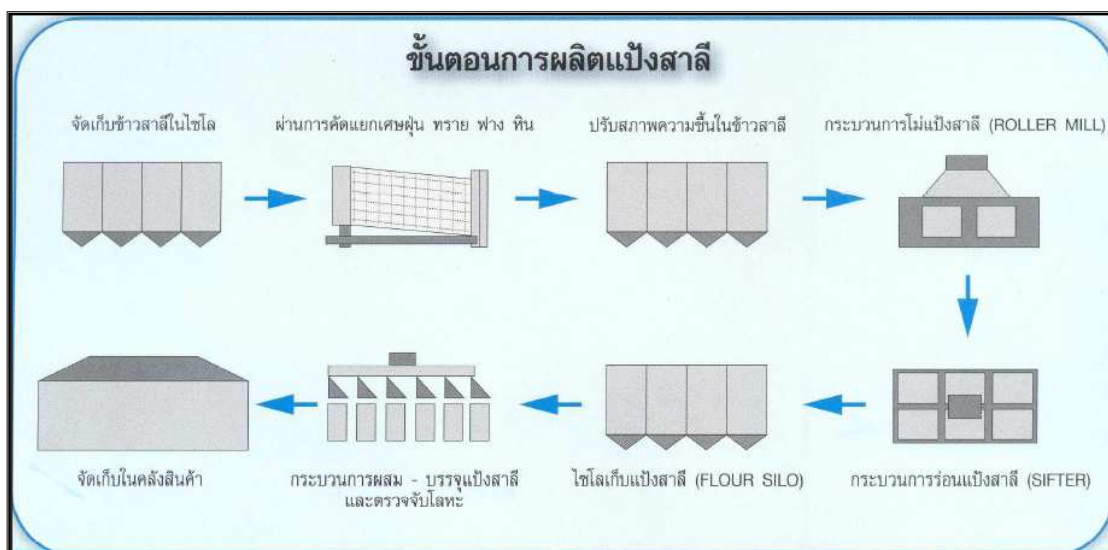 ขั้นตอนการผลิตแป้งสาลี
จัดเก็บข้าวสาลีในไซโล
ผ่านการคัดแยกเศษฝุ่น ทราย ฟาง หิน
ปรับสภาพความชื้นในข้าวสาลี
กระบวนการโม่แป้งสาลี (ROLLER MILL)
จัดเก็บในคลังสินค้า
กระบวนการผสม - บรรจุแป้งสาลี
และตรวจจับโลหะ
ไซโลเก็บแป้งสาลี (FLOUR SILO)
กระบวนการร่อนแป้งสาลี (SIFTER)